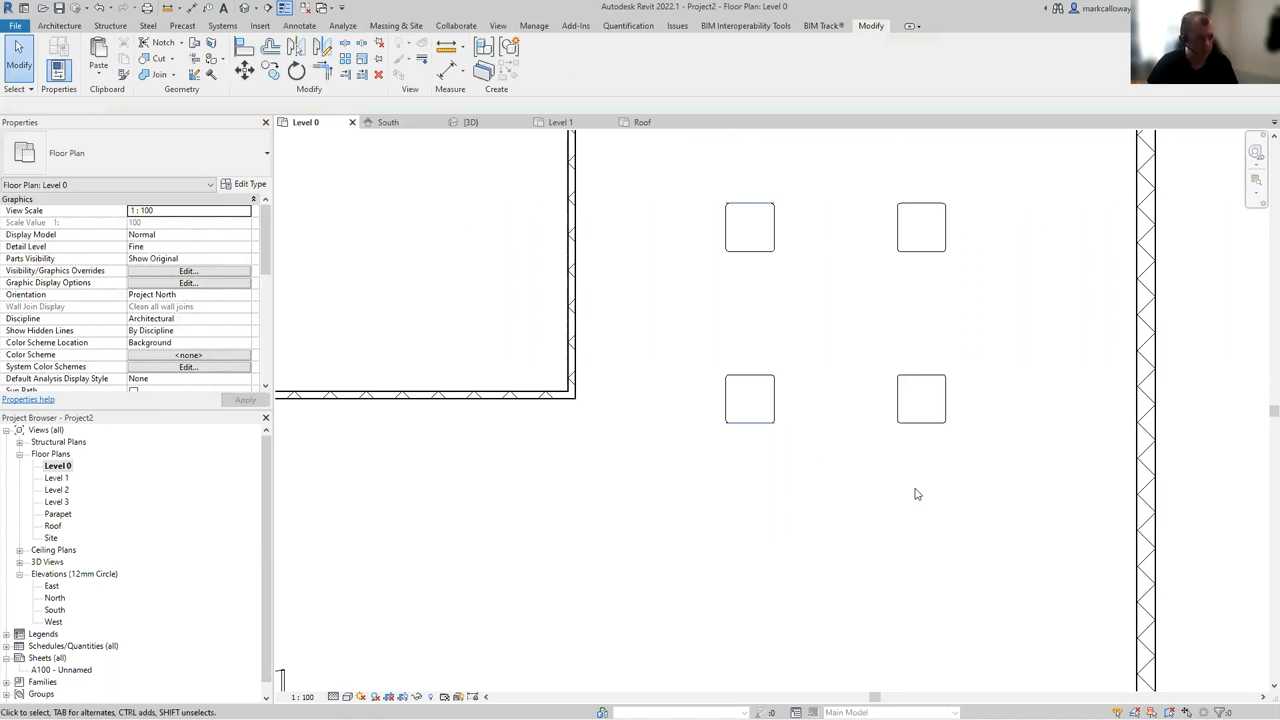 Autodesk Revit 2022.1 - Project2 - Floor Plan: Level 0
markcalloway
File Architecture Structure Steel Precast Systems Insert Annotate Analyze Massing & Site Collaborate View Manage Add-Ins Quantification Issues BIM Interoperability Tools BIM Track® Modify
Modify Paste Notch Cut Join
Select Properties Clipboard Geometry Modify View Measure Create
Properties Level 0 South {3D} Level 1 Roof
Floor Plan
Floor Plan: Level 0 Edit Type
Graphics
View Scale 1 : 100
Scale Value 1: 100
Display Model Normal
Detail Level Fine
Parts Visibility Show Original
Visibility/Graphics Overrides Edit...
Graphic Display Options Edit...
Orientation Project North
Wall Join Display Clean all wall joins
Discipline Architectural
Show Hidden Lines By Discipline
Color Scheme Location Background
Color Scheme <none>
System Color Schemes Edit...
Default Analysis Display Style None
Sun Path
Properties help Apply
Project Browser - Project2
Views (all)
Structural Plans
Floor Plans
Level 0
Level 1
Level 2
Level 3
Parapet
Roof
Site
Ceiling Plans
3D Views
Elevations (12mm Circle)
East
North
South
West
Legends
Schedules/Quantities (all)
Sheets (all)
A100 - Unnamed
Families
Groups
1 : 100
Click to select, TAB for alternates, CTRL adds, SHIFT unselects. :0 Main Model :0